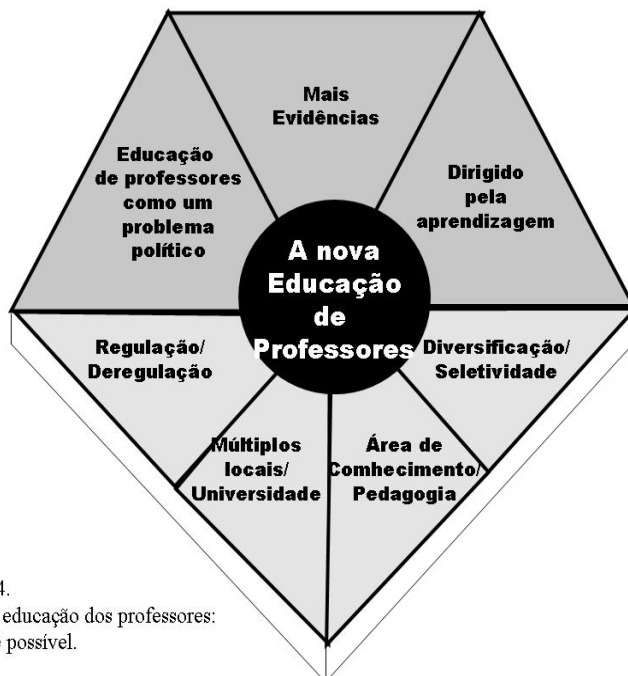 Mais
Evidências
Educação
de professores
como um
problema
político
Dirigido
pela
aprendizagem
A nova
Educação
de
Professores
Regulação/
Deregulação
Diversificação/
Seletividade
Múltiplos
locais/
Universidade
Área de
Comhecimento/
Pedagogia
4.
educação dos professores:
possível.